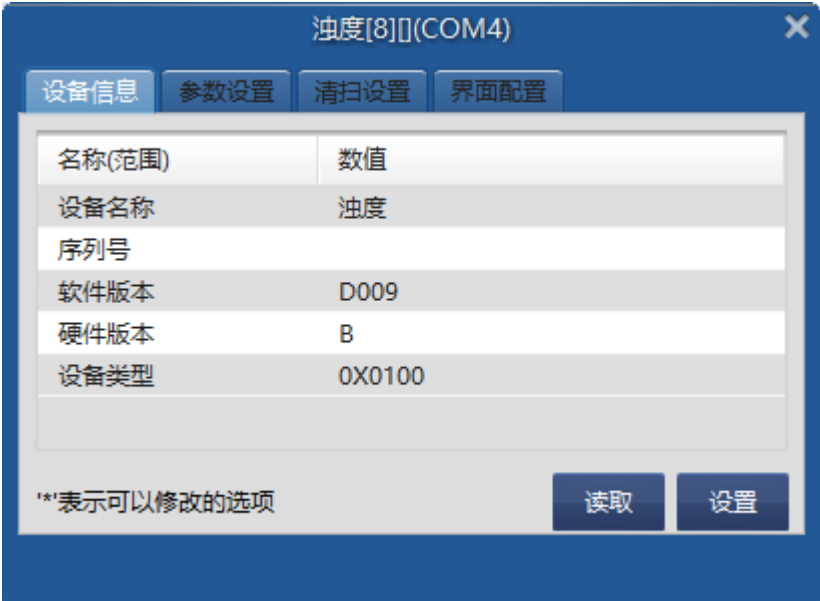 浊度[8][](COM4)
设备信息 参数设置 清扫设置 界面配置
名称(范围) 数值
设备名称 浊度
序列号
软件版本 D009
硬件版本 B
设备类型 0X0100
'*'表示可以修改的选项 读取 设置